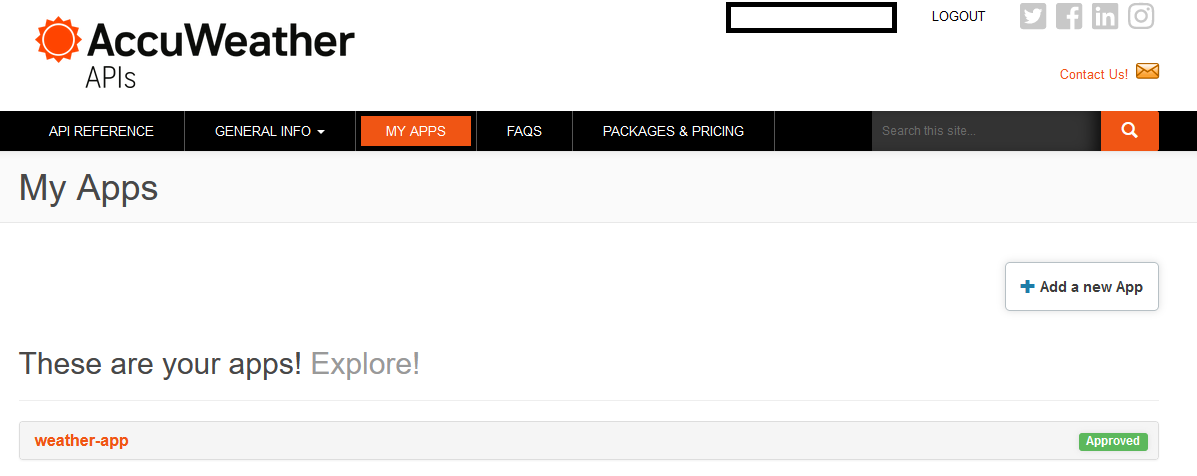 LOGOUT
AccuWeather
APIs
Contact Us!
API REFERENCE GENERAL INFO MY APPS FAQS PACKAGES & PRICING Search this site...
My Apps
Add a new App
These are your apps! Explore!
weather-app Approved